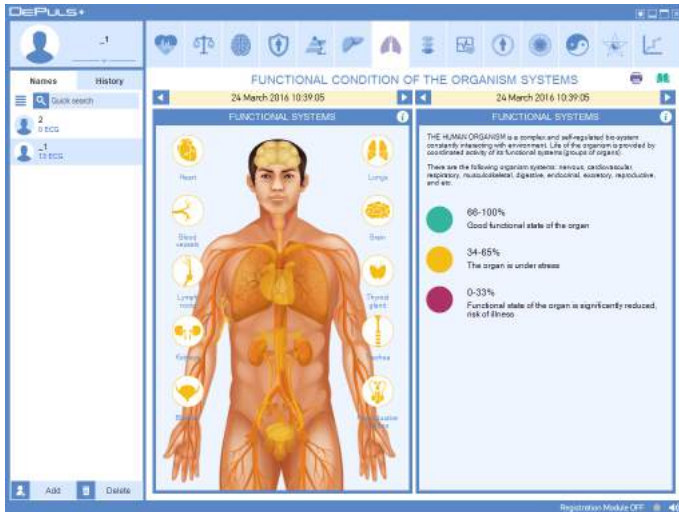 DEPULS+
_1
Names
History
Quick search
2
0 ECG
_1
13 ECG
Add
Delete
FUNCTIONAL CONDITION OF THE ORGANISM SYSTEMS
24 March 2016 10:39:05
24 March 2016 10:39:05
FUNCTIONAL SYSTEMS
Heart
Lungs
Blood
vessels
Brain
Lymph
Thyroid
gland
FUNCTIONAL SYSTEMS
THE HUMAN ORGANISM is a complex and self-regulated bio-system
constantly interacting with environment. Life of the organism is provided by
coordinated activity of its functional systems (groups of organs).
There are the following organism systems: nervous, cardiovascular,
respiratory, musculoskeletal, digestive, endocrinal, excretory, reproductive,
and etc.
66-100%
Good functional state of the organ
34-65%
The organ is under stress
0-33%
Functional state of the organ is significantly reduced,
risk of illness
Registration Module OFF